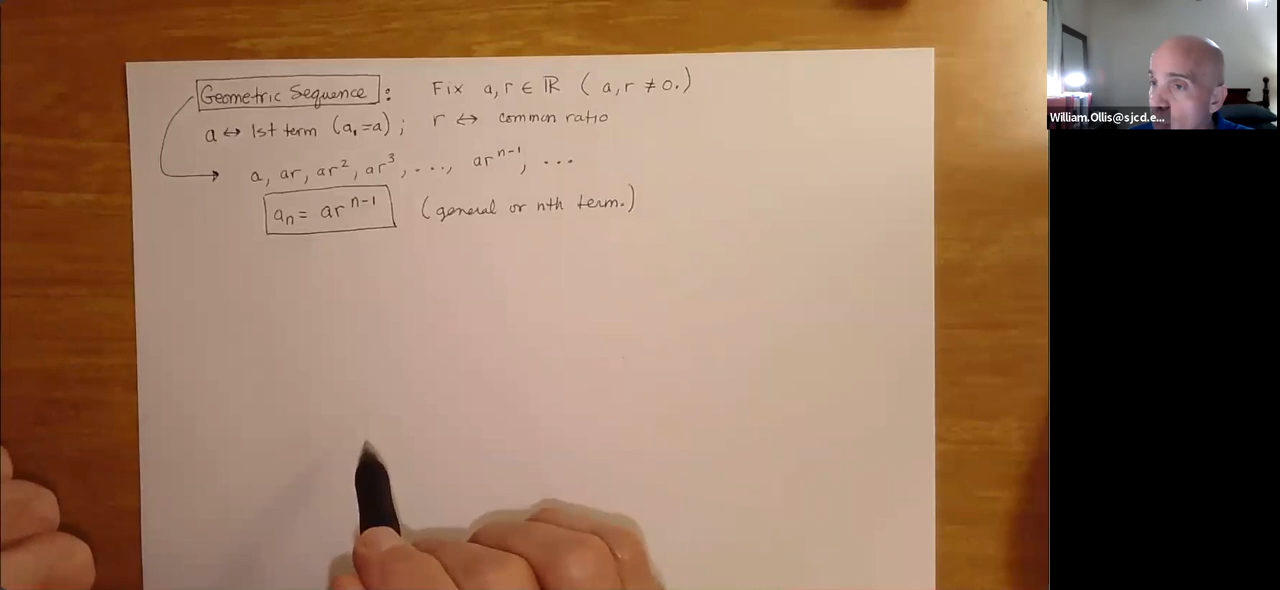 Geometric Sequence: Fix a, r ∈ ℝ (a, r ≠ 0.)
a ↔ 1st term (a₁ = a); r ↔ common ratio
→ a, ar, ar², ar³, ..., arⁿ⁻¹, ...
aₙ = arⁿ⁻¹ (general or nth term.)
William.Ollis@sjcd.e...